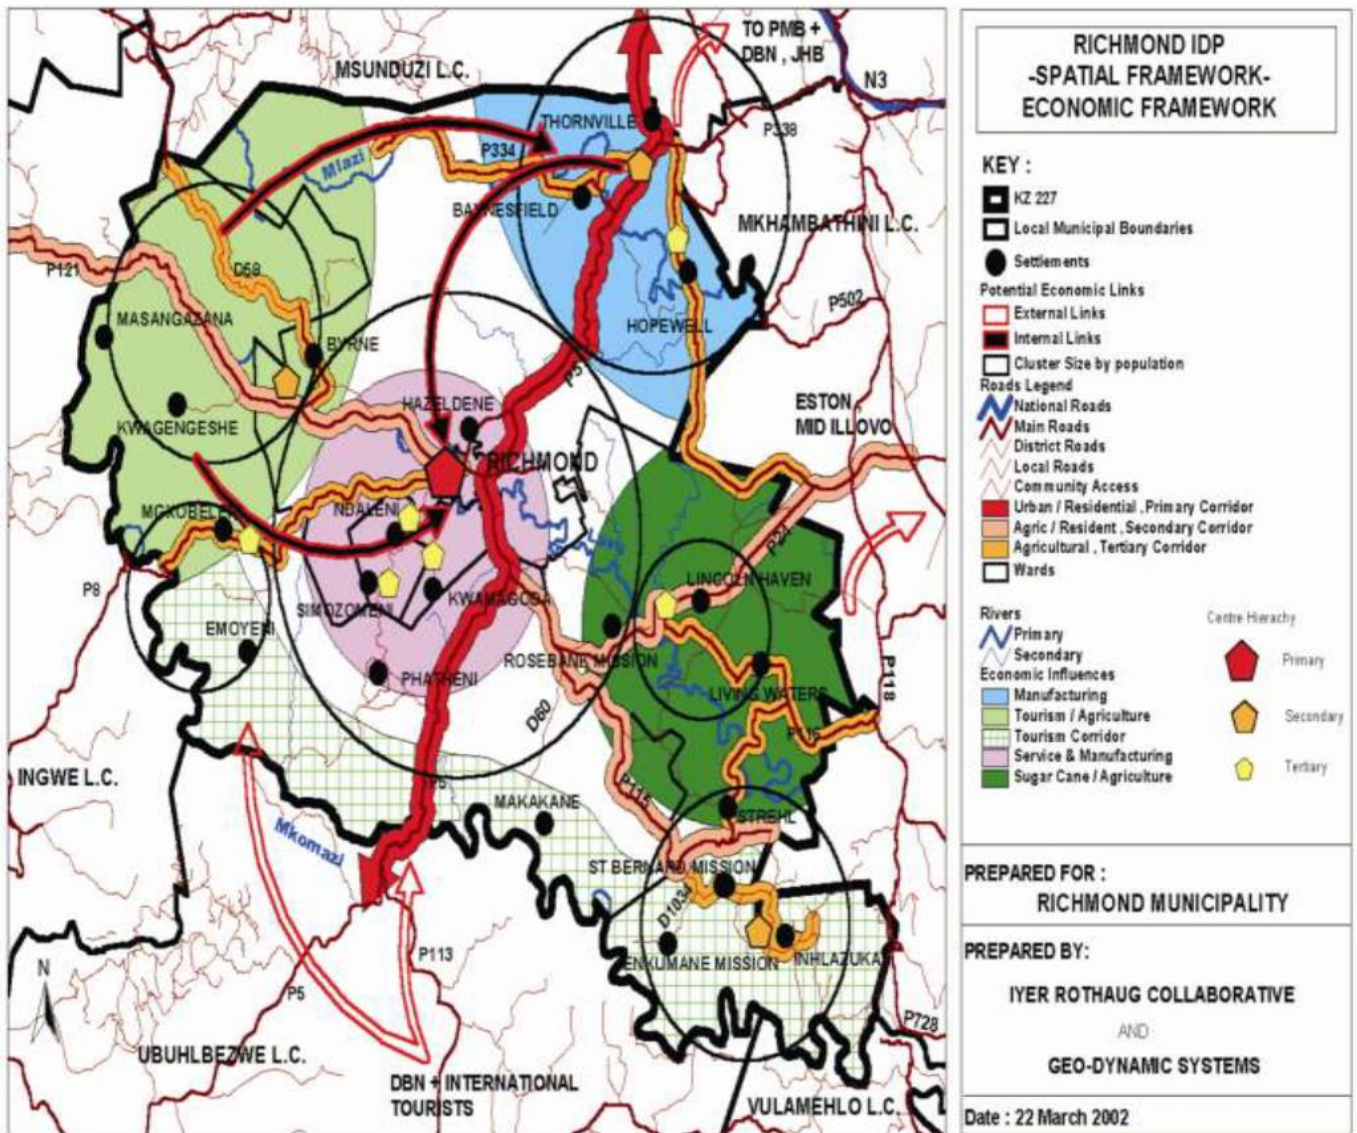 TO PMB +
DBN , JHB
MSUNDUZI L.C.
N3
THORNVILLE
P338
P334
Mlazi
BAYNESFIELD
MKHAMBATHINI L.C.
P121
D58
P502
MASANGAZANA
HOPEWELL
BYRNE
P5
HAZELDENE
ESTON ,
MID ILLOVO
KWAGENGESHE
RICHMOND
NDALENI
P24
P8
LINCOLN HAVEN
SIMOZOMENI
KWAMAGODA
EMOYENI
ROSEBANE MISSION
PHATHENI
LIVING WATERS
P118
D60
P116
INGWE L.C.
P5
P115
MAKAKANE
STREHL
Mkomazi
ST BERNARD MISSION
D1034
P113
ENKUMANE MISSION
INHLAZUKA
P5
P728
UBUHLBEZWE L.C.
DBN + INTERNATIONAL
TOURISTS
VULAMEHLO L.C.
N
RICHMOND IDP
-SPATIAL FRAMEWORK-
ECONOMIC FRAMEWORK
KEY :
KZ 227
Local Municipal Boundaries
Settlements
Potential Economic Links
External Links
Internal Links
Cluster Size by population
Roads Legend
National Roads
Main Roads
District Roads
Local Roads
Community Access
Urban / Residential , Primary Corridor
Agric / Resident , Secondary Corridor
Agricultural , Tertiary Corridor
Wards
Rivers
Primary
Secondary
Economic Influences
Manufacturing
Tourism / Agriculture
Tourism Corridor
Service & Manufacturing
Sugar Cane / Agriculture
Centre Hierachy
Primary
Secondary
Tertiary
PREPARED FOR :
RICHMOND MUNICIPALITY
PREPARED BY:
IYER ROTHAUG COLLABORATIVE
AND
GEO-DYNAMIC SYSTEMS
Date : 22 March 2002